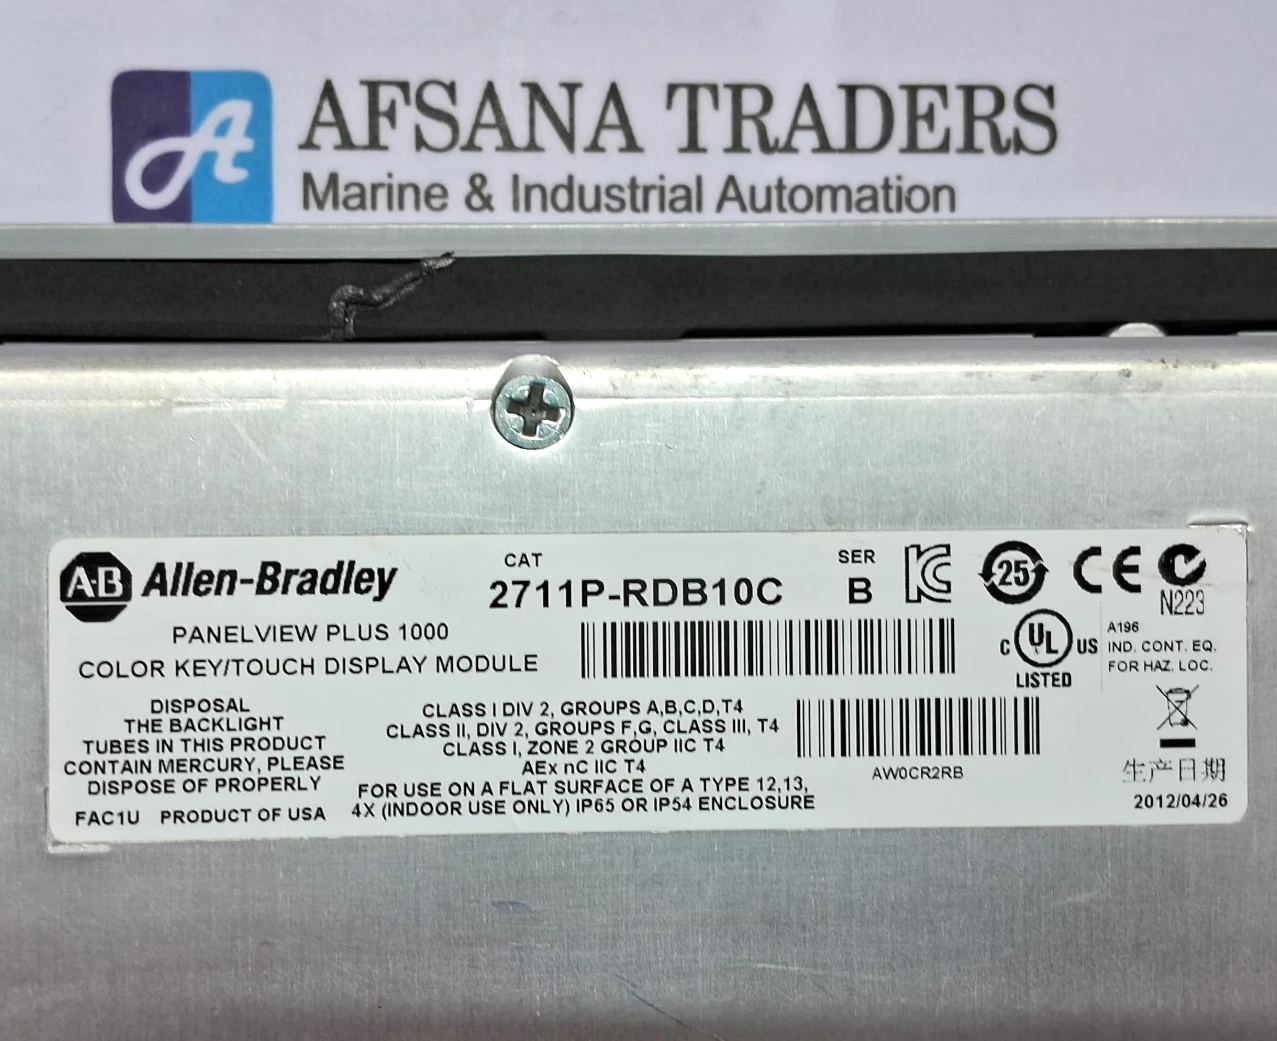 AFSANA TRADERS
Marine & Industrial Automation
A·B Allen-Bradley
PANELVIEW PLUS 1000
COLOR KEY/TOUCH DISPLAY MODULE
CAT
2711P-RDB10C
SER
B
25
CE
N223
C UL US
LISTED
A196
IND. CONT. EQ.
FOR HAZ. LOC.
DISPOSAL
THE BACKLIGHT
TUBES IN THIS PRODUCT
CONTAIN MERCURY, PLEASE
DISPOSE OF PROPERLY
FAC1U PRODUCT OF USA
CLASS I DIV 2, GROUPS A,B,C,D,T4
CLASS II, DIV 2, GROUPS F,G, CLASS III, T4
CLASS I, ZONE 2 GROUP IIC T4
AEx nC IIC T4
FOR USE ON A FLAT SURFACE OF A TYPE 12,13,
4X (INDOOR USE ONLY) IP65 OR IP54 ENCLOSURE
AW0CR2RB
生产日期
2012/04/26